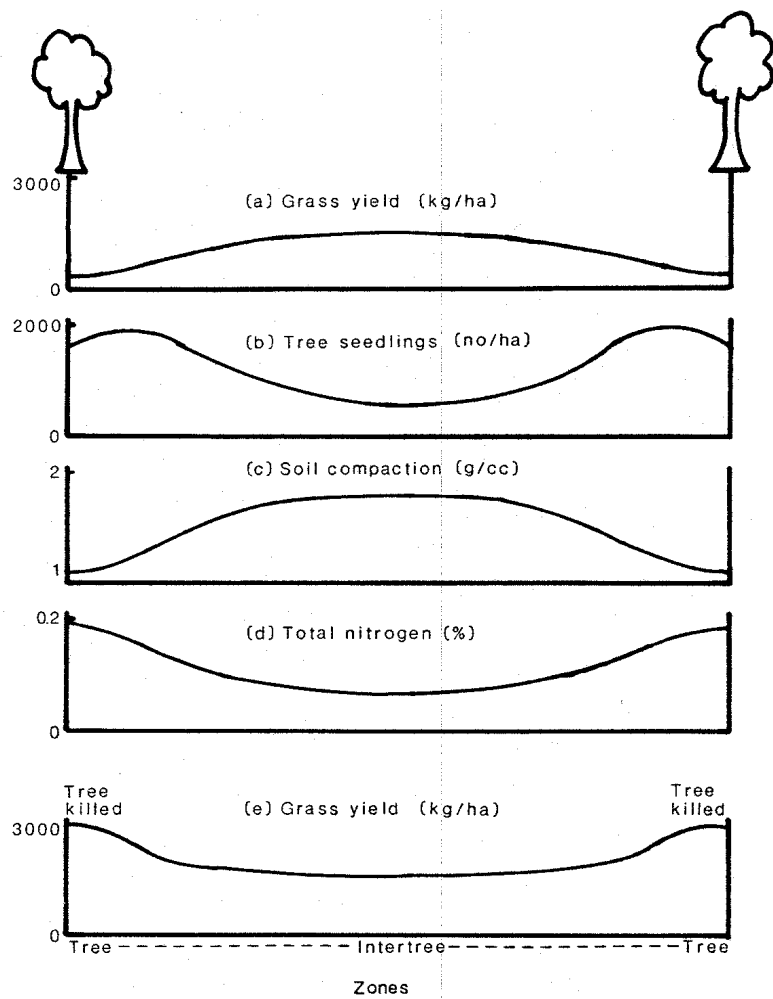 3000
(a) Grass yield (kg/ha)
0
2000
(b) Tree seedlings (no/ha)
0
2
(c) Soil compaction (g/cc)
1
0.2
(d) Total nitrogen (%)
0
Tree
killed
(e) Grass yield (kg/ha)
Tree
killed
3000
0
Tree — — — — — — — — — — — — — Intertree — — — — — — — — — — — — — Tree
Zones